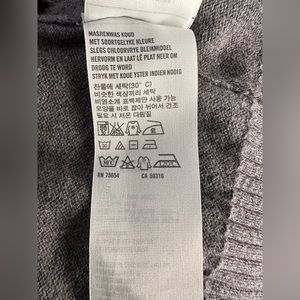 MASJIENWAS KOUD
MET SOORTGELYKE KLEURE
SLEGS CHLOORVRYE BLEIKMIDDEL
HERVORM EN LAAT LÊ PLAT NEER OM
DROOG TE WORD
STRYK MET KOUE YSTER INDIEN NODIG
찬물에 세탁(30° C)
비슷한 색상끼리 세탁
비염소계 표백제만 사용 가능
모양을 바로 잡아 뉘어서 건조
필요 시 저온 다림질
RN 73654 CA 50316